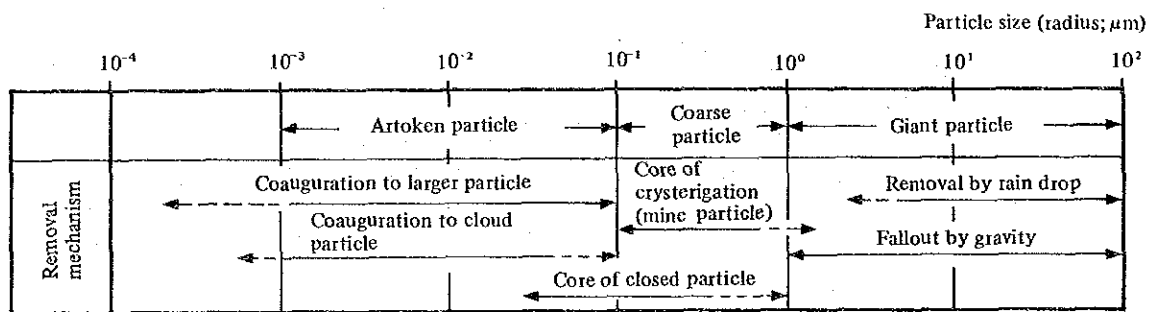 Particle size (radius; μm)
10⁻⁴ 10⁻³ 10⁻² 10⁻¹ 10⁰ 10¹ 10²
Artoken particle
Coarse
particle
Giant particle
Removal
mechanism
Coauguration to larger particle
Coauguration to cloud
particle
Core of
crysterigation
(minc particle)
Removal by rain drop
Fallout by gravity
Core of closed particle